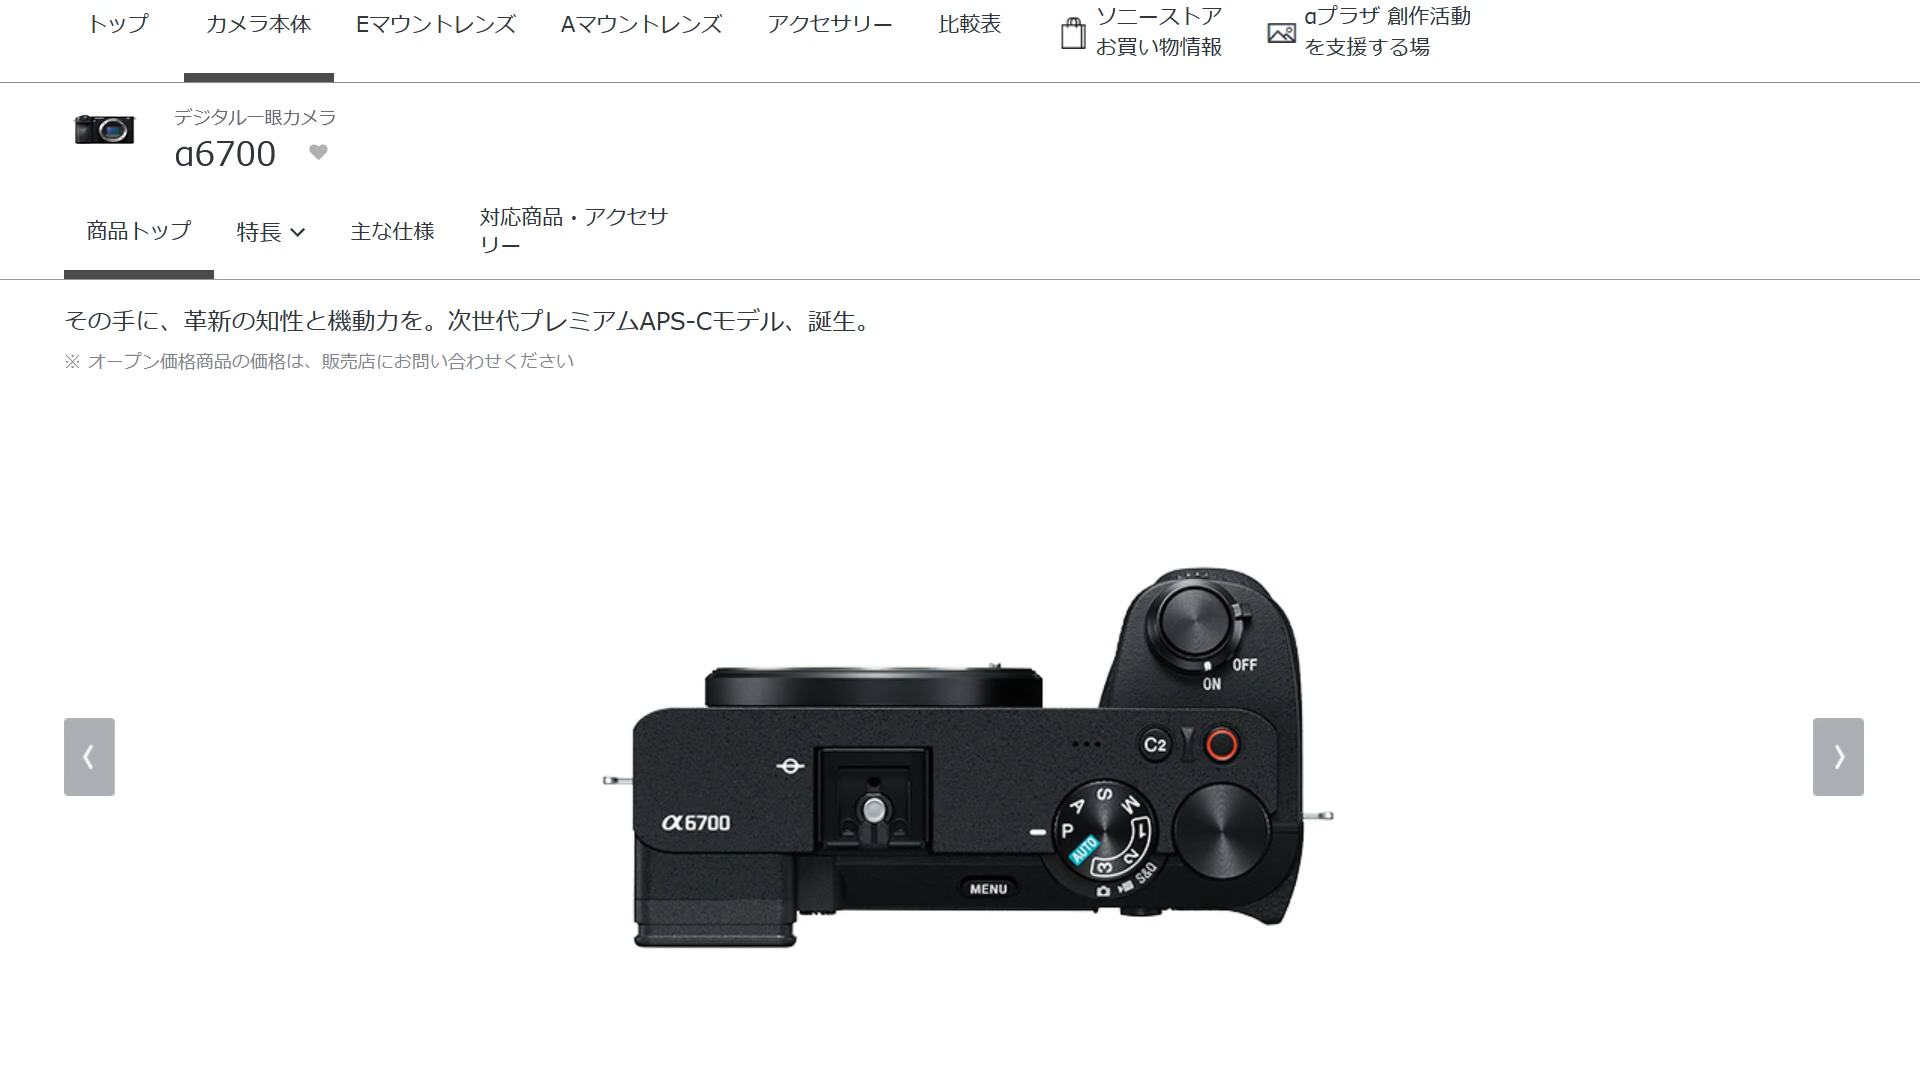 トップ
カメラ本体
Eマウントレンズ
Aマウントレンズ
アクセサリー
比較表
ソニーストア
お買い物情報
αプラザ 創作活動
を支援する場
デジタル一眼カメラ
α6700
商品トップ
特長
主な仕様
対応商品・アクセサ
リー
その手に、革新の知性と機動力を。次世代プレミアムAPS-Cモデル、誕生。
※ オープン価格商品の価格は、販売店にお問い合わせください
OFF
ON
C2
α6700
M
S
A
P
AUTO
1
2
3
S&Q
MENU